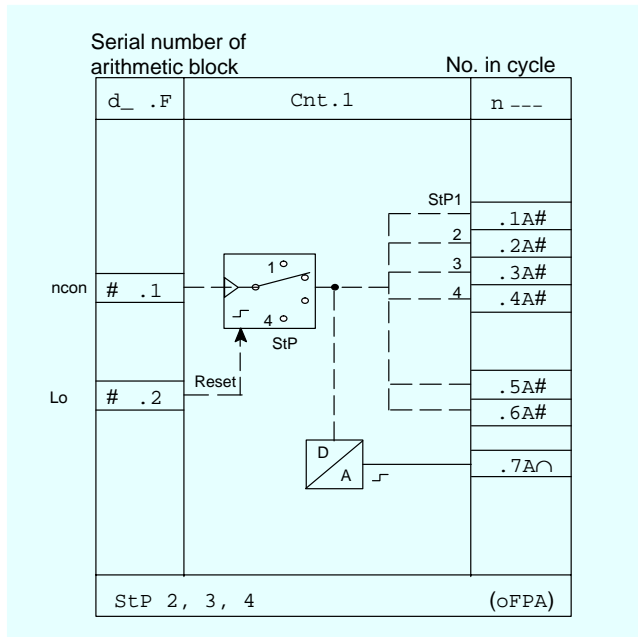 Serial number of
arithmetic block
No. in cycle
d_ .F
Cnt.1
n ---
StP1
.1A#
2
.2A#
3
.3A#
4
.4A#
ncon
# .1
1
4
StP
Lo
# .2
Reset
.5A#
.6A#
D
A
.7A∩
StP 2, 3, 4
(oFPA)